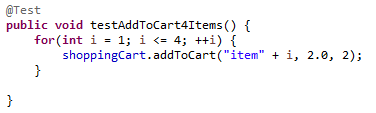 @Test
public void testAddToCart4Items() {
    for(int i = 1; i <= 4; ++i) {
        shoppingCart.addToCart("item" + i, 2.0, 2);
    }

}